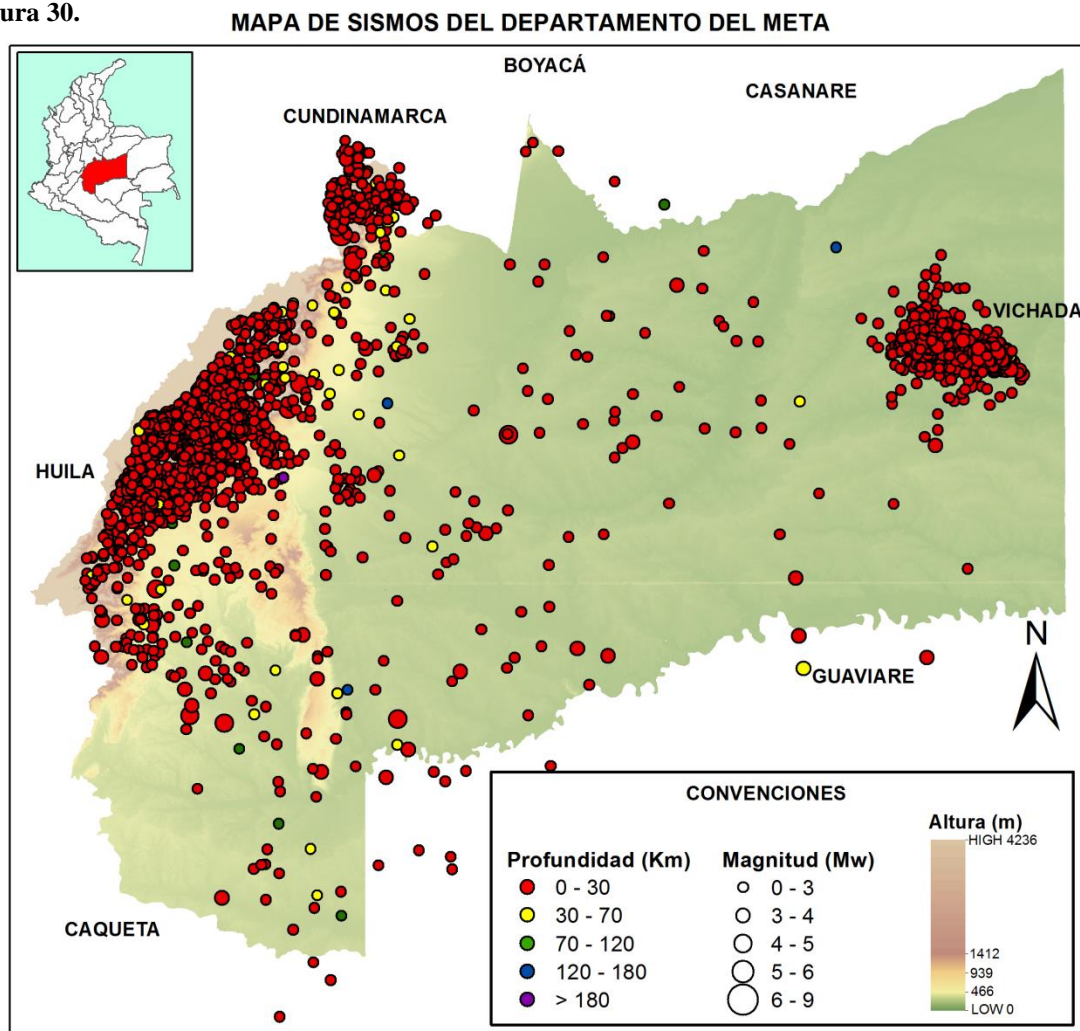 ura 30.
MAPA DE SISMOS DEL DEPARTAMENTO DEL META
BOYACÁ
CASANARE
CUNDINAMARCA
VICHADA
HUILA
N
GUAVIARE
CAQUETA
CONVENCIONES
Profundidad (Km)
0 - 30
30 - 70
70 - 120
120 - 180
> 180
Magnitud (Mw)
0 - 3
3 - 4
4 - 5
5 - 6
6 - 9
Altura (m)
HIGH 4236
1412
939
466
LOW 0